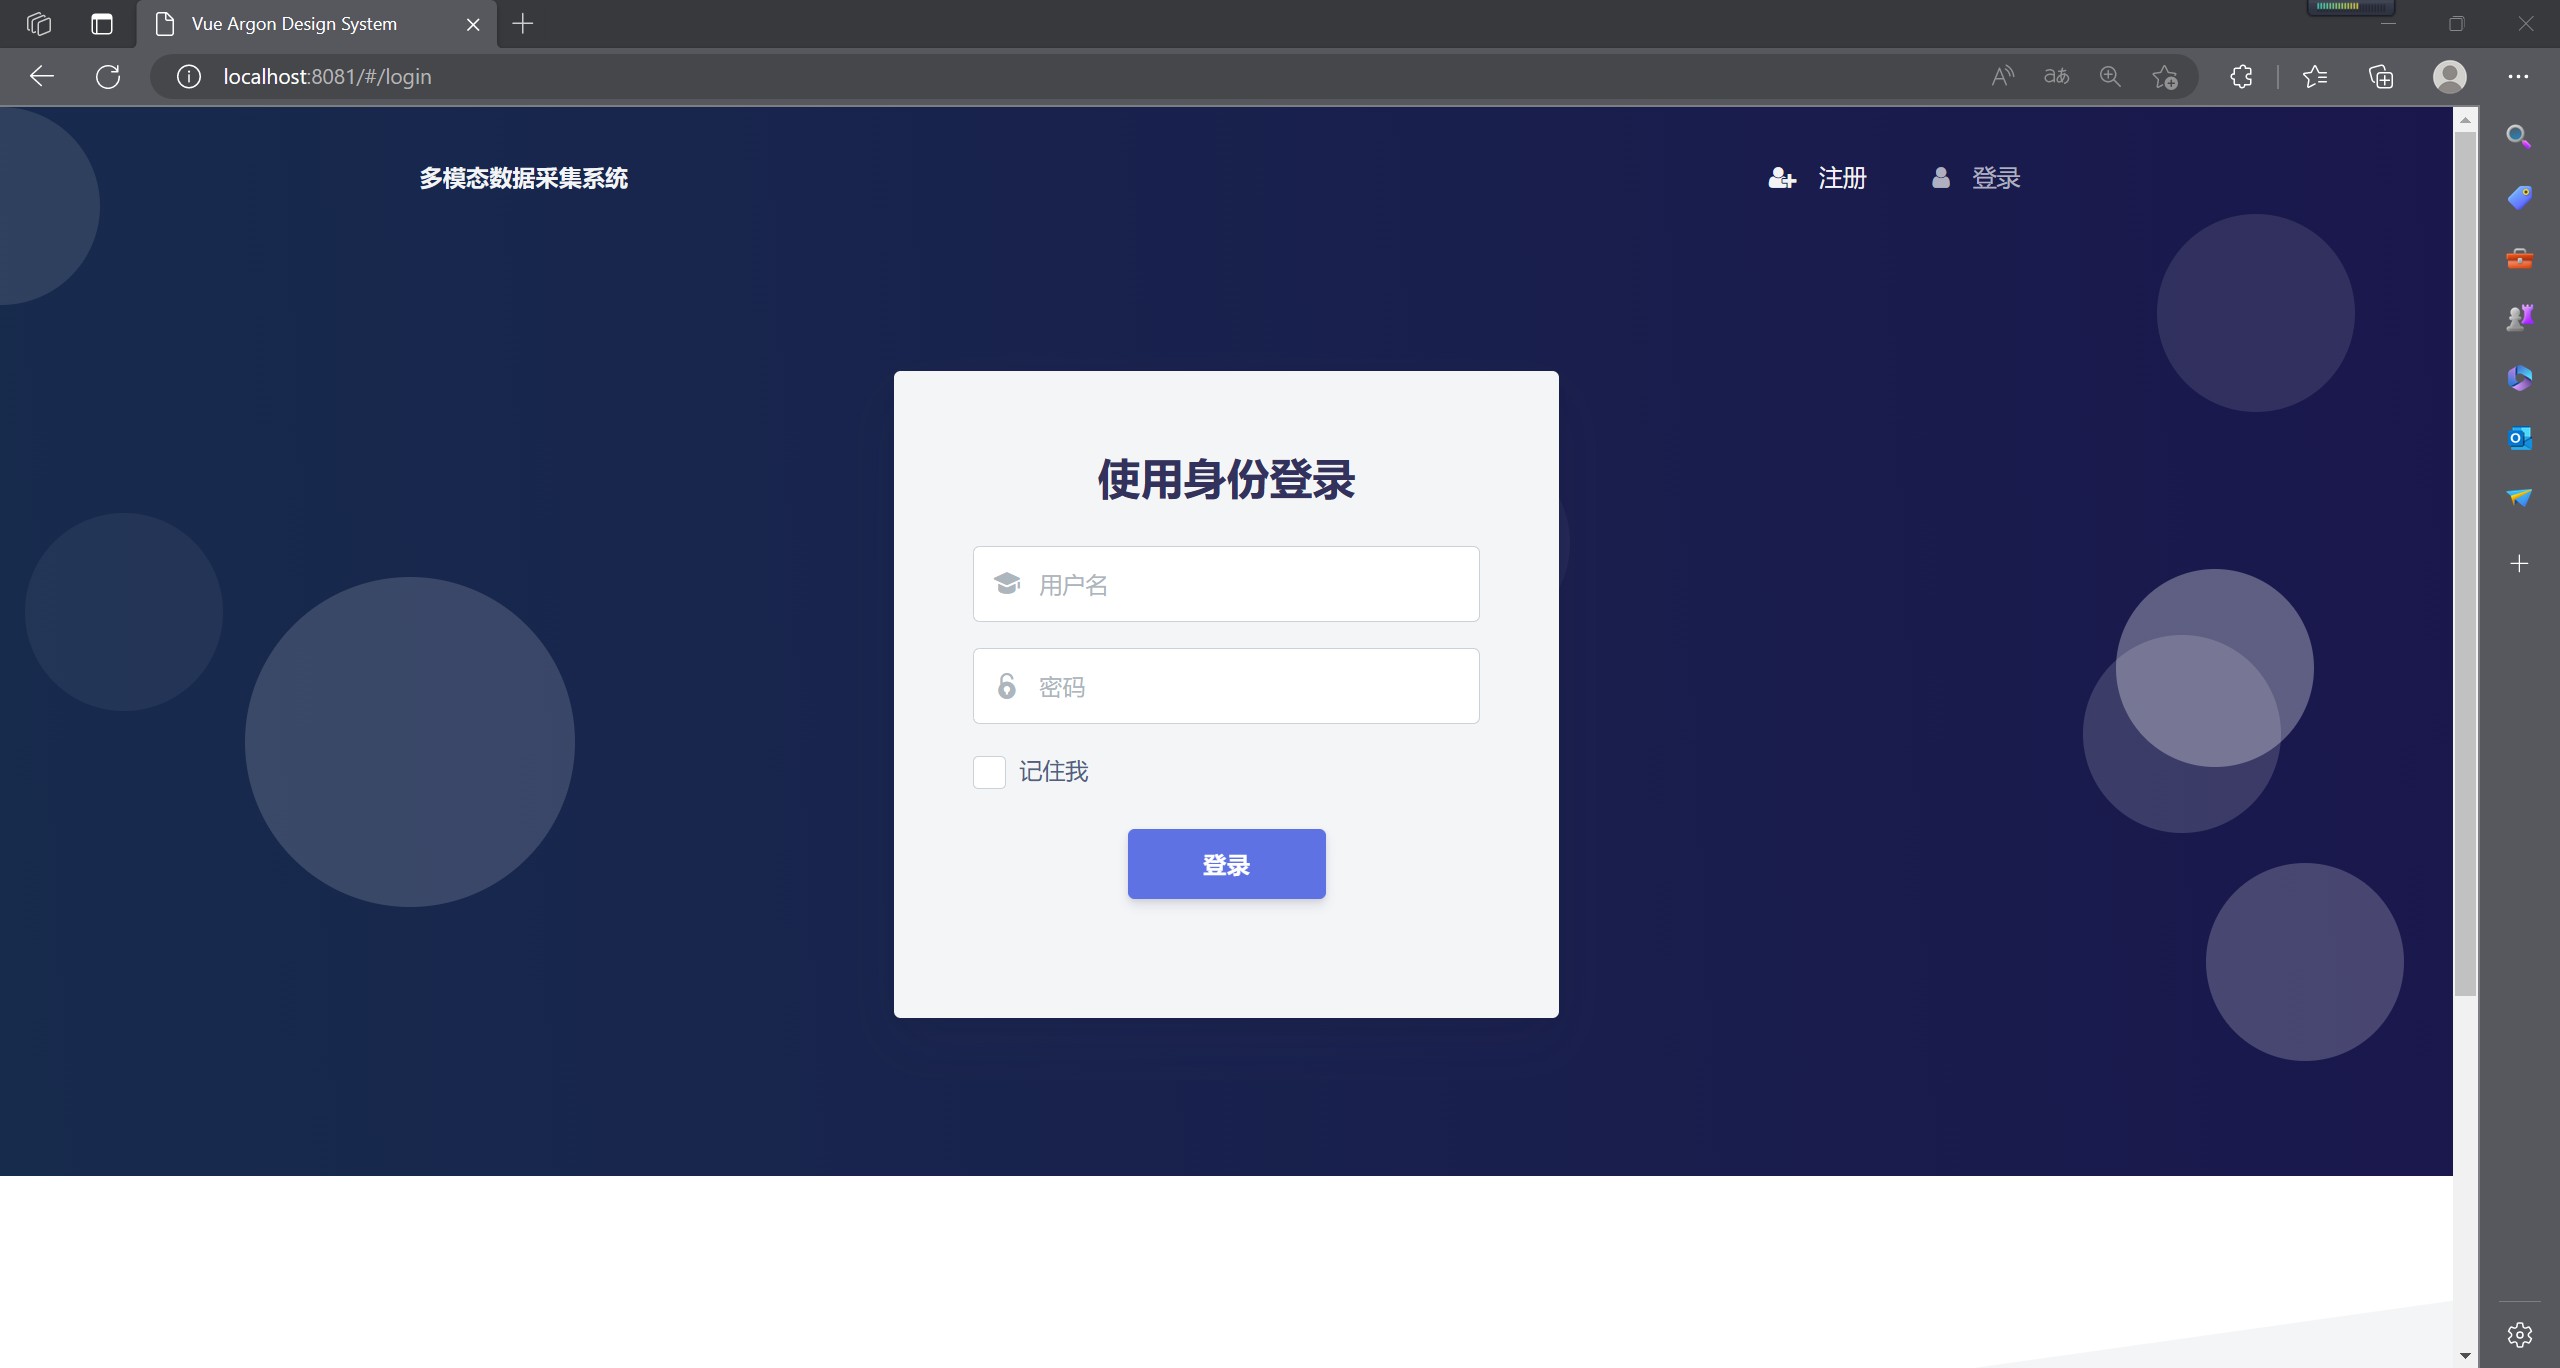 Vue Argon Design System
localhost:8081/#/login
多模态数据采集系统
注册
登录
使用身份登录
用户名
密码
记住我
登录